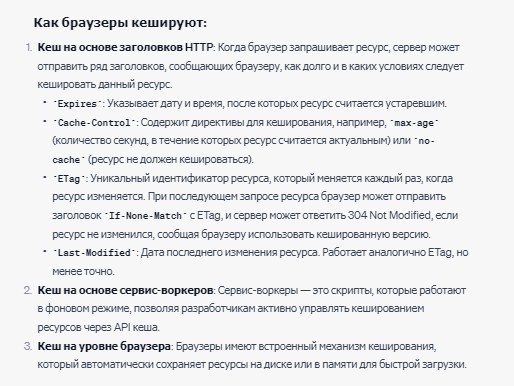 Как браузеры кешируют:
1. Кеш на основе заголовков HTTP: Когда браузер запрашивает ресурс, сервер может
отправить ряд заголовков, сообщающих браузеру, как долго и в каких условиях следует
кешировать данный ресурс.
• `Expires`: Указывает дату и время, после которых ресурс считается устаревшим.
• `Cache-Control`: Содержит директивы для кеширования, например, `max-age`
(количество секунд, в течение которых ресурс считается актуальным) или `no-
cache` (ресурс не должен кешироваться).
• `ETag`: Уникальный идентификатор ресурса, который меняется каждый раз, когда
ресурс изменяется. При последующем запросе ресурса браузер может отправить
заголовок `If-None-Match` с ETag, и сервер может ответить 304 Not Modified, если
ресурс не изменился, сообщая браузеру использовать кешированную версию.
• `Last-Modified`: Дата последнего изменения ресурса. Работает аналогично ETag, но
менее точно.
2. Кеш на основе сервис-воркеров: Сервис-воркеры — это скрипты, которые работают
в фоновом режиме, позволяя разработчикам активно управлять кешированием
ресурсов через API кеша.
3. Кеш на уровне браузера: Браузеры имеют встроенный механизм кеширования,
который автоматически сохраняет ресурсы на диске или в памяти для быстрой загрузки.